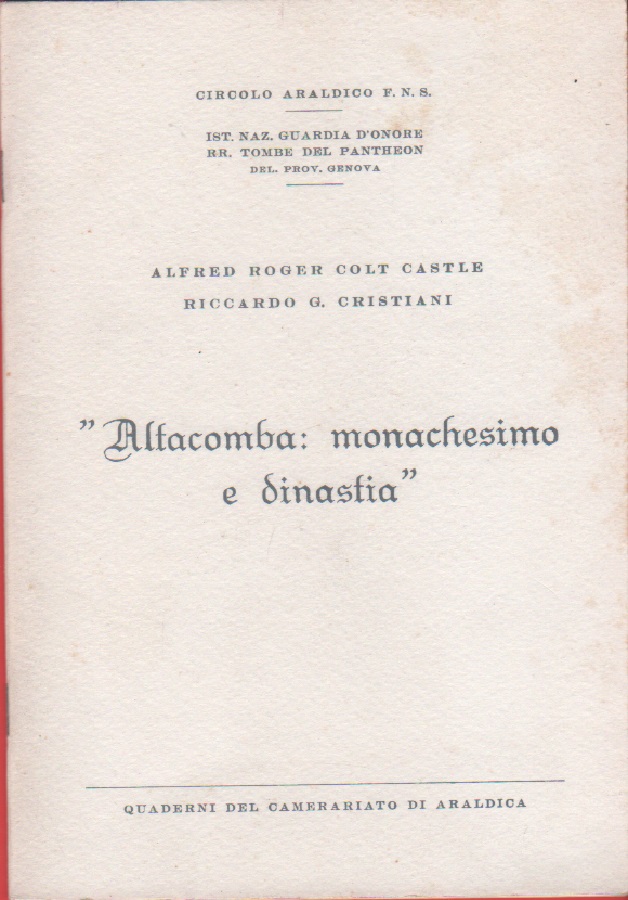 CIRCOLO ARALDICO F. N. S.
IST. NAZ. GUARDIA D'ONORE
RR. TOMBE DEL PANTHEON
DEL. PROV. GENOVA
ALFRED ROGER COLT CASTLE
RICCARDO G. CRISTIANI
"Altacomba: monachesimo
e dinastia"
QUADERNI DEL CAMERARIATO DI ARALDICA